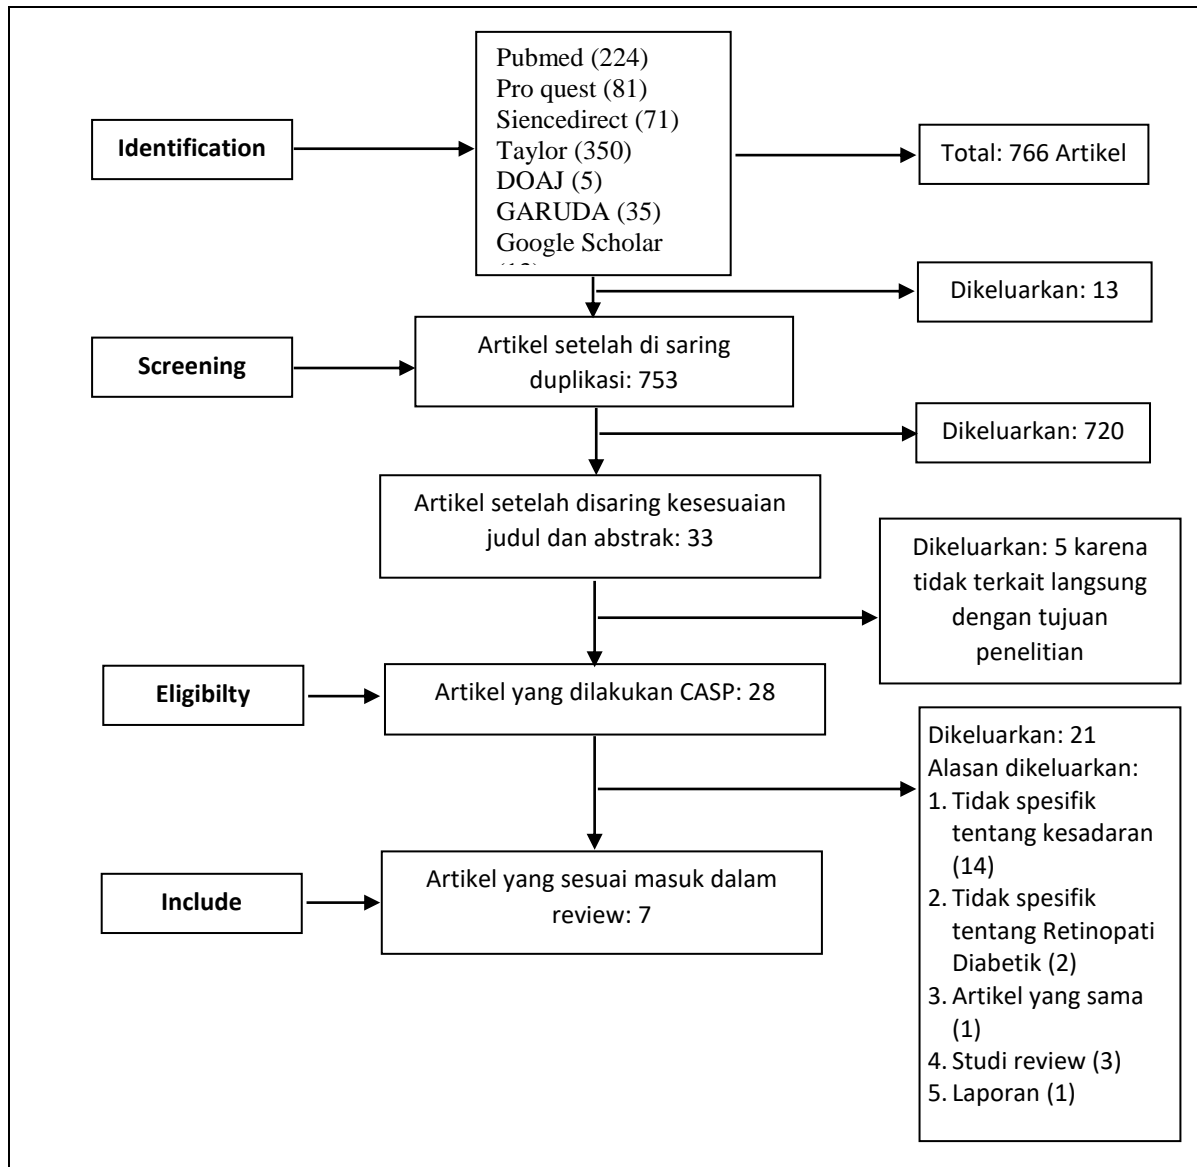 Identification
Pubmed (224)
Pro quest (81)
Siencedirect (71)
Taylor (350)
DOAJ (5)
GARUDA (35)
Google Scholar
Total: 766 Artikel
Dikeluarkan: 13
Screening
Artikel setelah di saring
duplikasi: 753
Dikeluarkan: 720
Artikel setelah disaring kesesuaian
judul dan abstrak: 33
Dikeluarkan: 5 karena
tidak terkait langsung
dengan tujuan
penelitian
Eligibilty
Artikel yang dilakukan CASP: 28
Dikeluarkan: 21
Alasan dikeluarkan:
1. Tidak spesifik
tentang kesadaran
(14)
2. Tidak spesifik
tentang Retinopati
Diabetik (2)
3. Artikel yang sama
(1)
4. Studi review (3)
5. Laporan (1)
Include
Artikel yang sesuai masuk dalam
review: 7